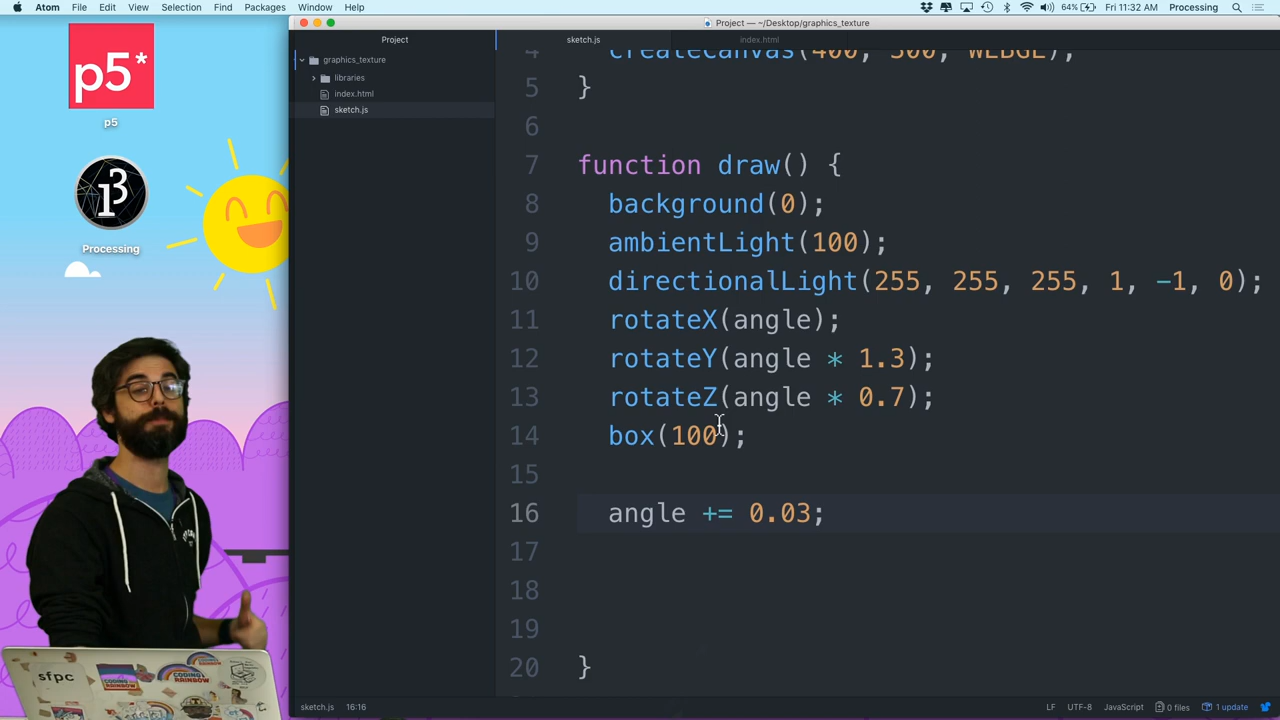 Atom File Edit View Selection Find Packages Window Help
64% Fri 11:32 AM Processing
Project — ~/Desktop/graphics_texture
Project
sketch.js
index.html
graphics_texture
libraries
index.html
sketch.js
p5*
p5
Processing
4 createCanvas(400, 300, WEBGL);
5 }
6
7 function draw() {
8 background(0);
9 ambientLight(100);
10 directionalLight(255, 255, 255, 1, -1, 0);
11 rotateX(angle);
12 rotateY(angle * 1.3);
13 rotateZ(angle * 0.7);
14 box(100);
15
16 angle += 0.03;
17
18
19
20 }
sfpc
CODING
RAINBOW
sketch.js 16:16
LF UTF-8 JavaScript 0 files 1 update